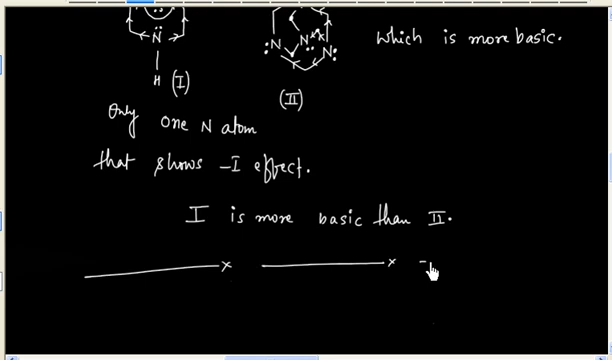 N N N N which is more basic.
H (I)
(II)
Only one N atom
that shows -I effect.
I is more basic than II.